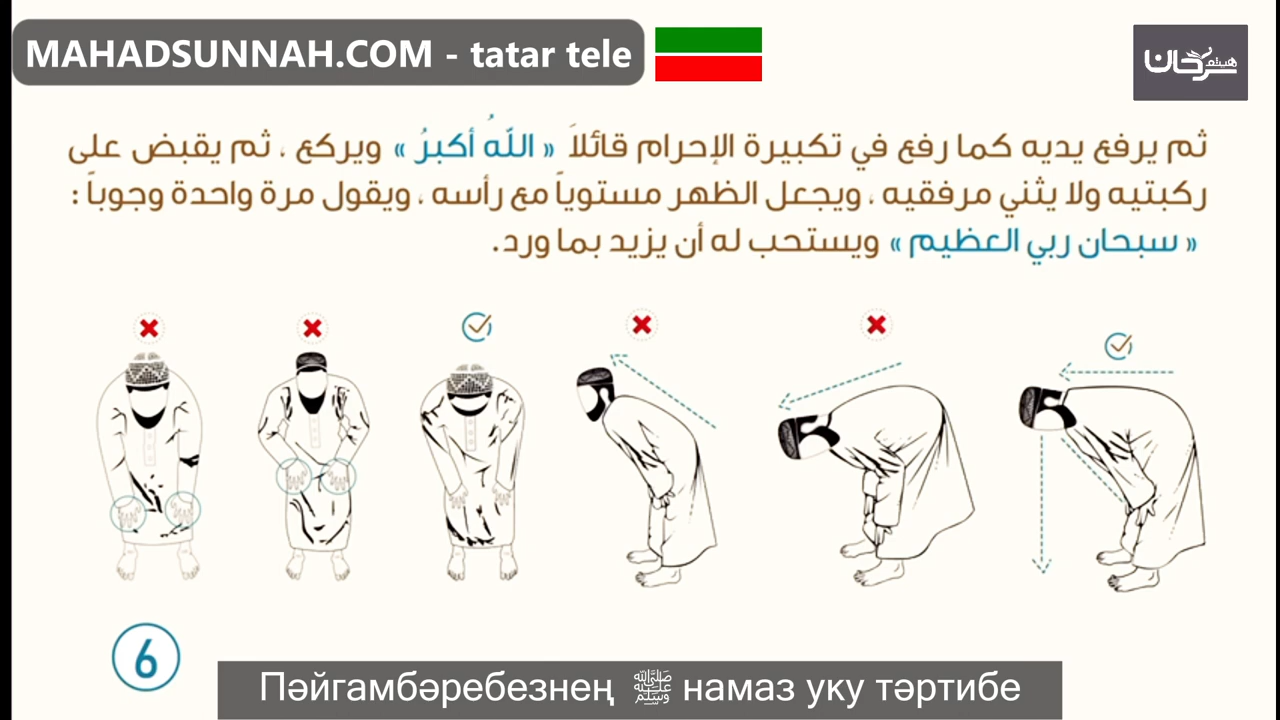 MAHADSUNNAH.COM - tatar tele
هيثم سرحان
ثم يرفع يديه كما رفع في تكبيرة الإحرام قائلاً « اللهُ أكبرُ » ويركع ، ثم يقبض على
ركبتيه ولا يثني مرفقيه ، ويجعل الظهر مستوياً مع رأسه ، ويقول مرة واحدة وجوباً :
« سبحان ربي العظيم » ويستحب له أن يزيد بما ورد.
6
Пәйгамбәребезнең ﷺ намаз уку тәртибе